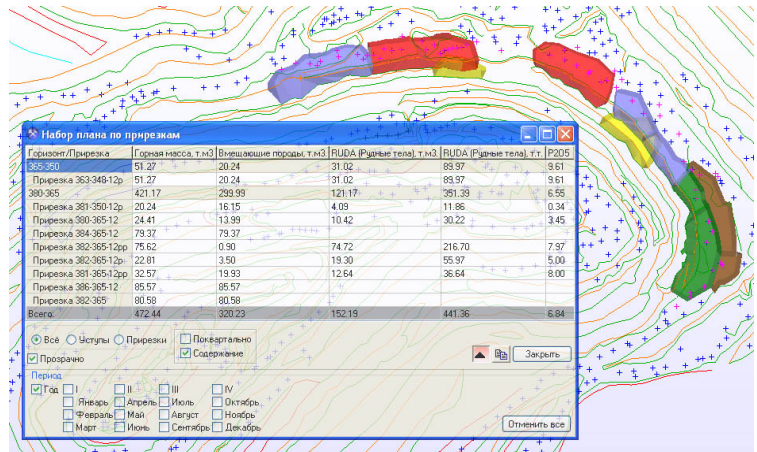 Набор плана по прирезкам
Горизонт/Прирезка Горная масса, т.м3 Вмещающие породы, т.м3 RUDA (Рудные тела), т.м3. RUDA (Рудные тела), т.т. P2O5
365-350 51.27 20.24 31.02 89.97 9.61
Прирезка 363-348-12р 51.27 20.24 31.02 89.97 9.61
380-365 421.17 299.99 121.17 351.39 6.55
Прирезка 381-350-12р 20.24 16.15 4.09 11.86 0.34
Прирезка 380-365-12 24.41 13.99 10.42 30.22 3.45
Прирезка 384-365-12 79.37 79.37
Прирезка 382-365-12рр 75.62 0.90 74.72 216.70 7.97
Прирезка 382-365-12р 22.81 3.50 19.30 55.97 5.00
Прирезка 381-365-12рр 32.57 19.93 12.64 36.64 8.00
Прирезка 386-365-12 85.57 85.57
Прирезка 382-365 80.58 80.58
Всего: 472.44 320.23 152.19 441.36 6.84
Всё Уступы Прирезки Поквартально
Содержание
Прозрачно Закрыть
Период
Год I II III IV
Январь Апрель Июль Октябрь
Февраль Май Август Ноябрь
Март Июнь Сентябрь Декабрь
Отменить все